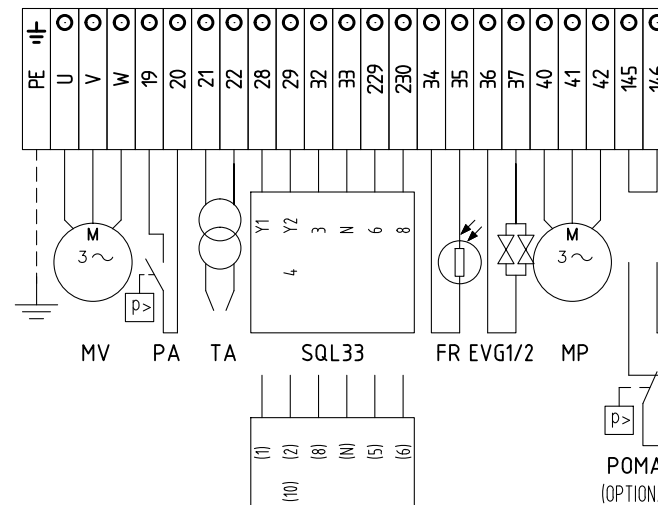 PE U V W 19 20 21 22 28 29 32 33 229 230 34 35 36 37 40 41 42 145 146
Y1 Y2 3 N 6 8
4
M
3~
P>
M
3~
MV PA TA SQL33 FR EVG1/2 MP
P>
(1) (2) (8) (N) (5) (6)
(10)
POMA
(OPTION